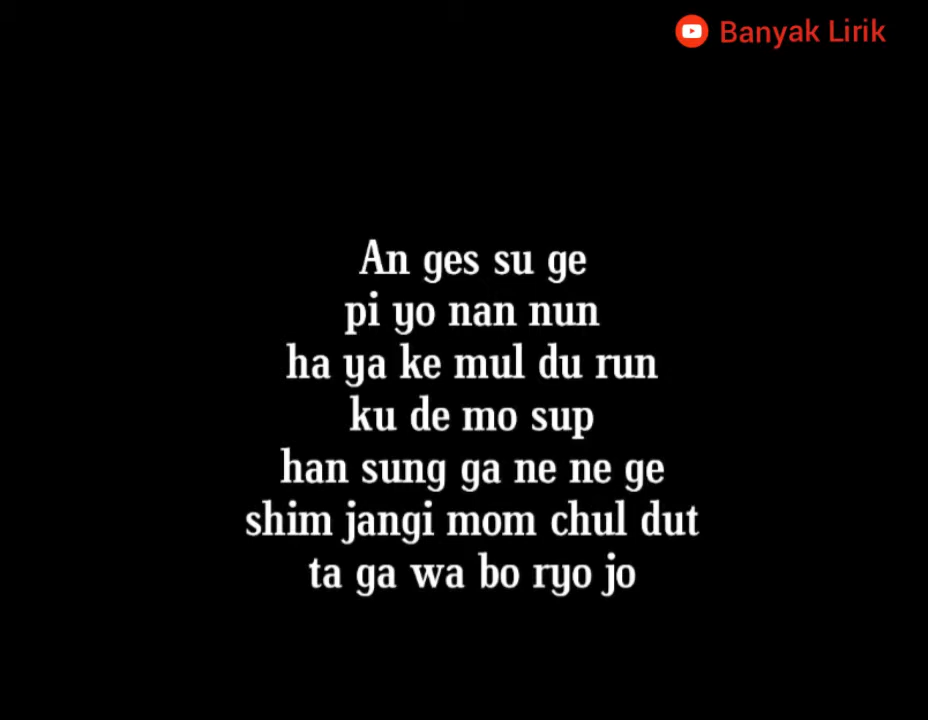 Banyak Lirik
An ges su ge
pi yo nan nun
ha ya ke mul du run
ku de mo sup
han sung ga ne ne ge
shim jangi mom chul dut
ta ga wa bo ryo jo